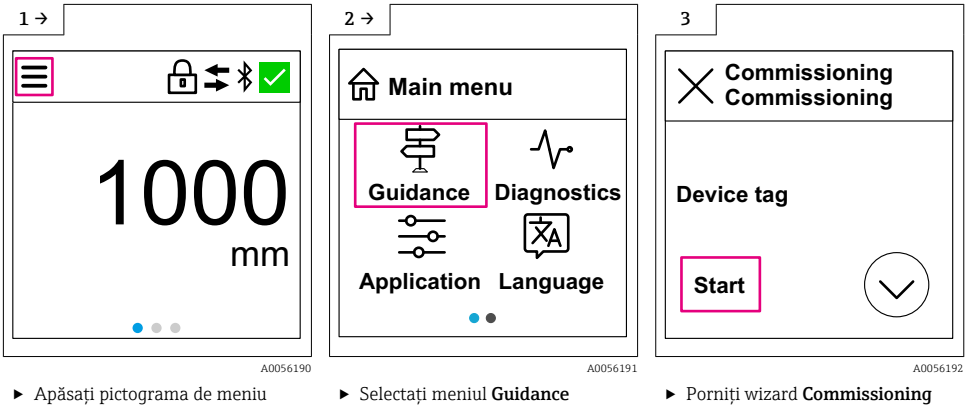 1 →
1000
mm
A0056190
▶ Apăsați pictograma de meniu
2 →
Main menu
Guidance
Diagnostics
Application
Language
A0056191
▶ Selectați meniul Guidance
3
Commissioning
Commissioning
Device tag
Start
A0056192
▶ Porniți wizard Commissioning